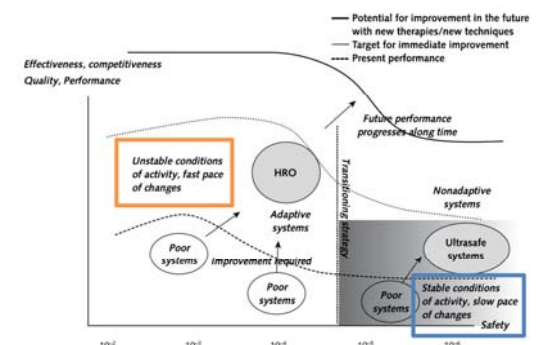 Potential for improvement in the future
with new therapies/new techniques
Target for immediate improvement
Present performance
Effectiveness, competitiveness
Quality, Performance
Future performance
progresses along time
Unstable conditions
of activity, fast pace
of changes
HRO
Transitioning strategy
Nonadaptive
systems
Adaptive
systems
Poor
systems
Improvement required
Ultrasafe
systems
Poor
systems
Poor
systems
Stable conditions
of activity, slow pace
of changes
Safety